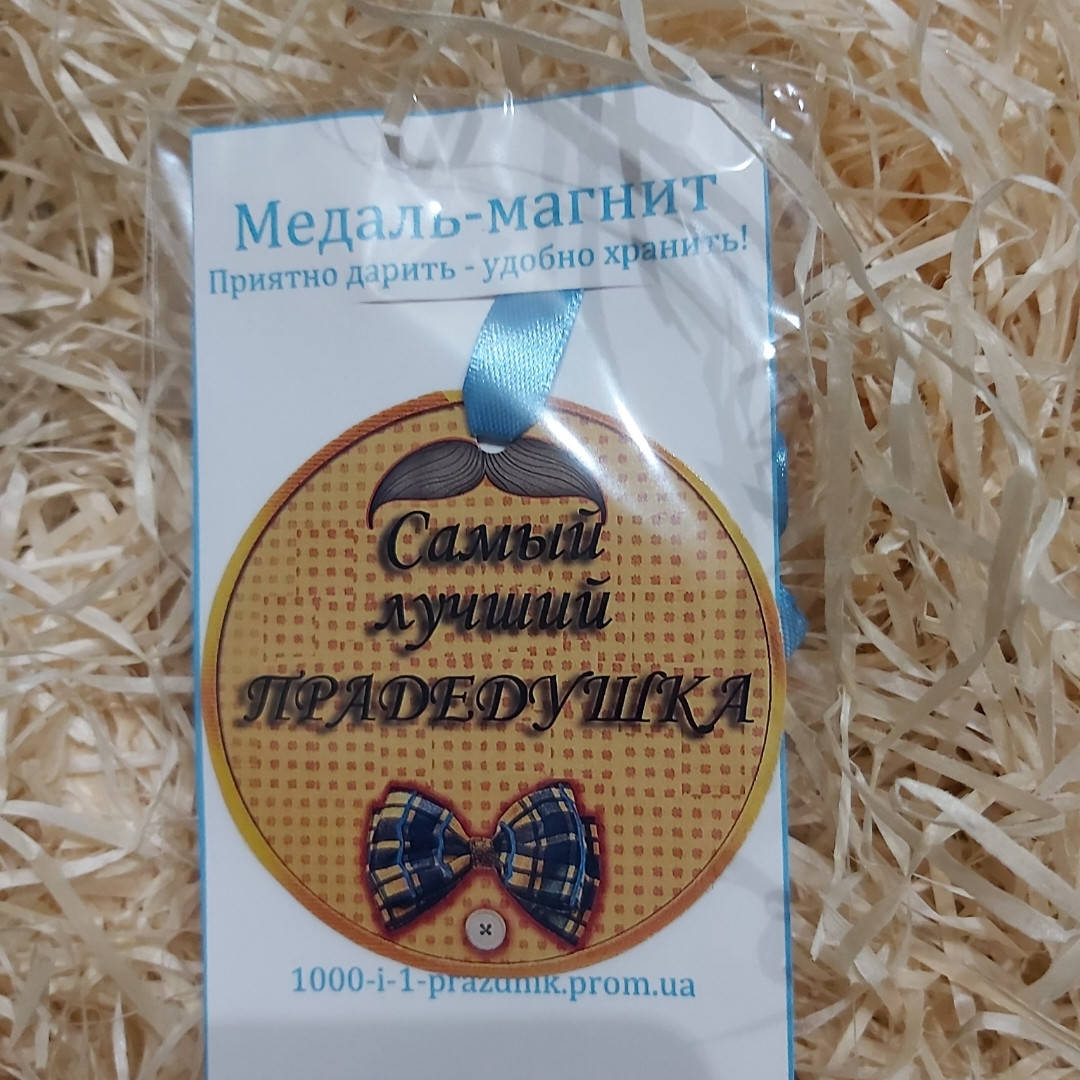 Медаль-магнит
Приятно дарить - удобно хранить!
Самый
лучший
ПРАДЕДУШКА
1000-i-1-prazdnik.prom.ua